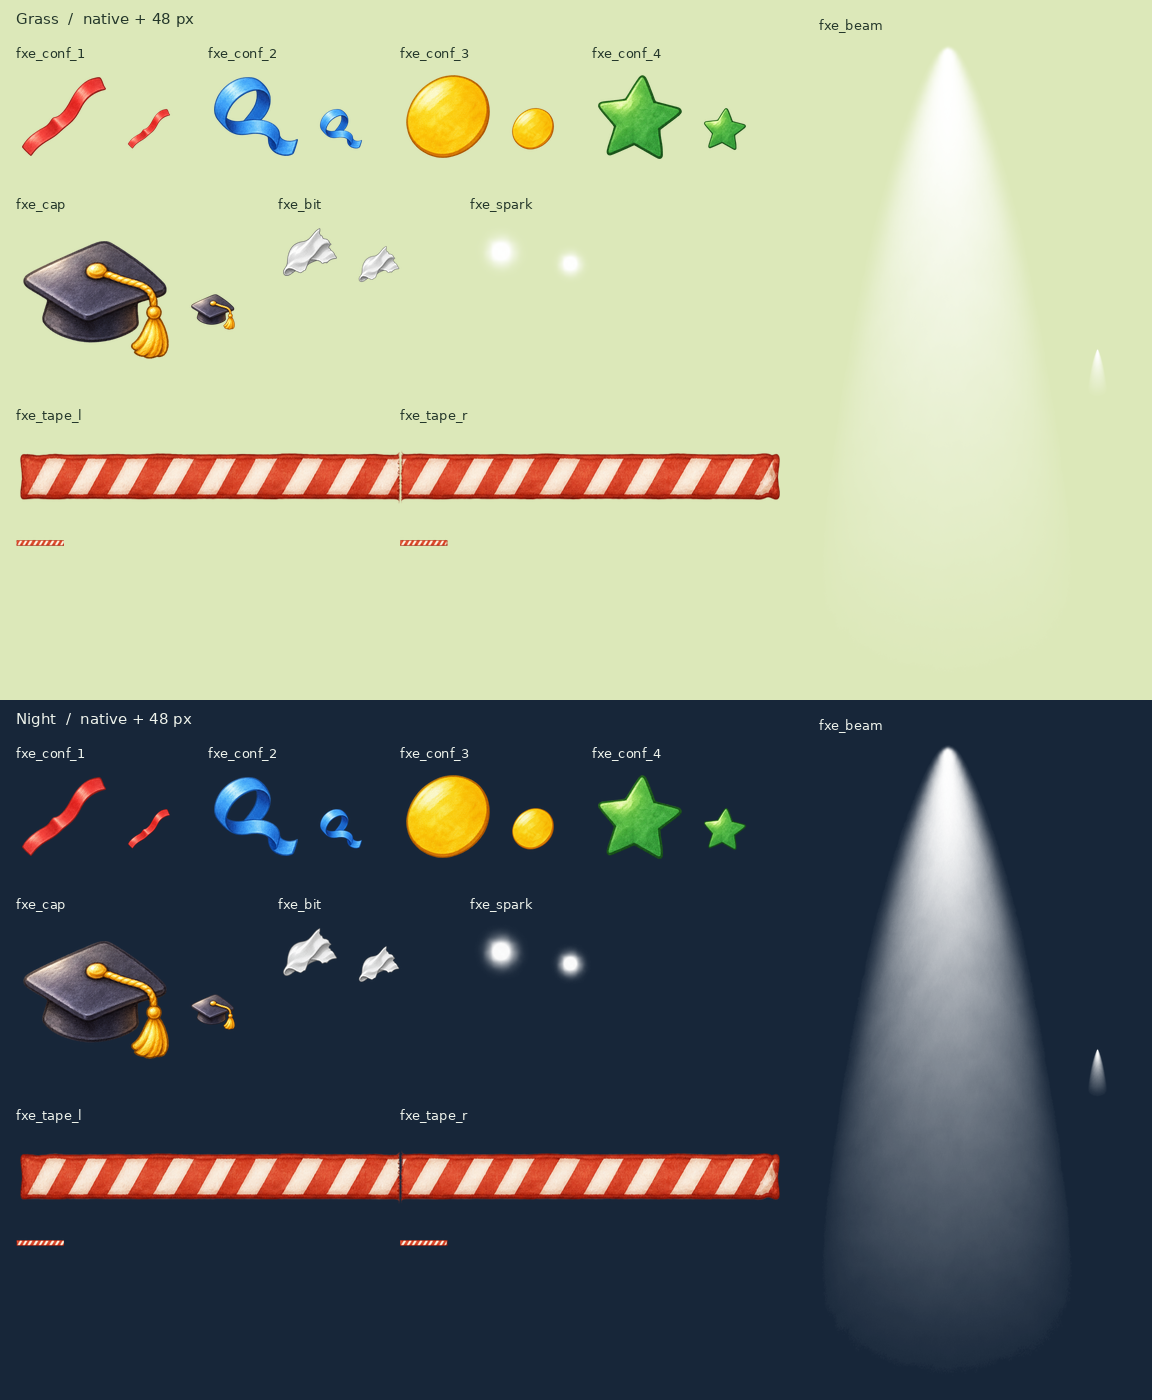 Grass  /  native + 48 px
fxe_beam
fxe_conf_1
fxe_conf_2
fxe_conf_3
fxe_conf_4
fxe_cap
fxe_bit
fxe_spark
fxe_tape_l
fxe_tape_r
Night  /  native + 48 px
fxe_beam
fxe_conf_1
fxe_conf_2
fxe_conf_3
fxe_conf_4
fxe_cap
fxe_bit
fxe_spark
fxe_tape_l
fxe_tape_r